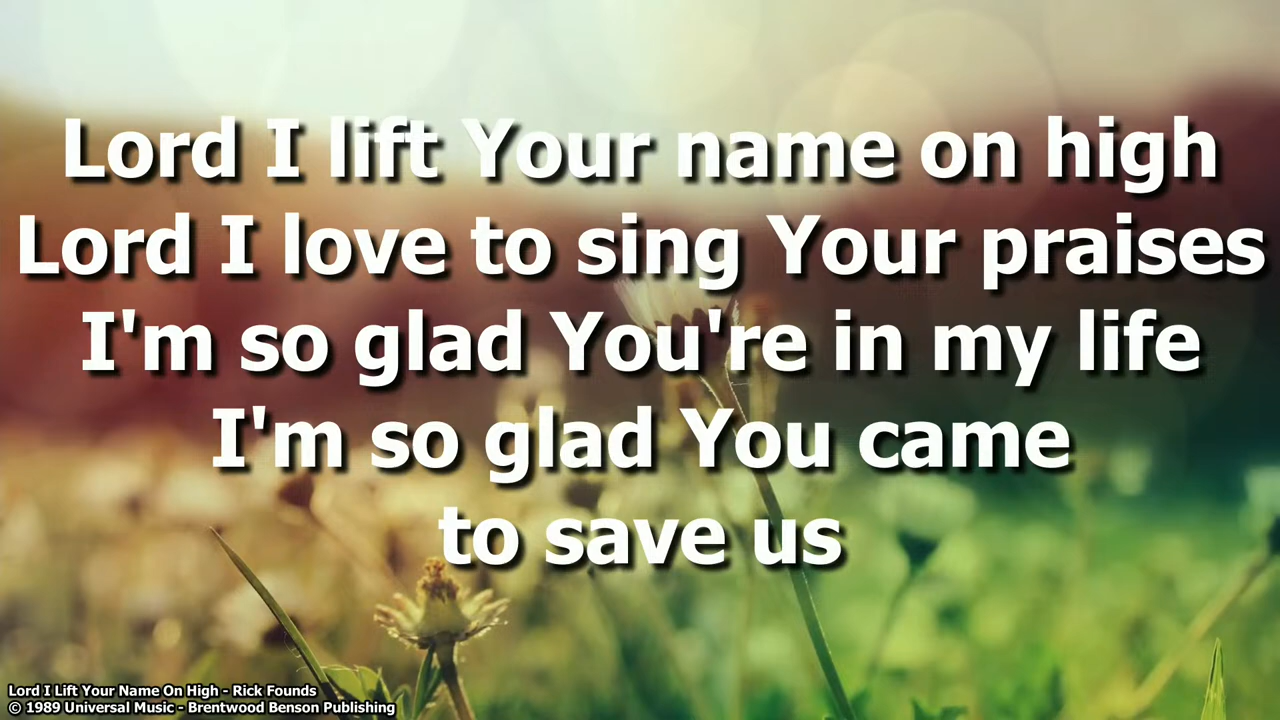 Lord I lift Your name on high
Lord I love to sing Your praises
I'm so glad You're in my life
I'm so glad You came
to save us
Lord I Lift Your Name On High - Rick Founds
© 1989 Universal Music - Brentwood Benson Publishing